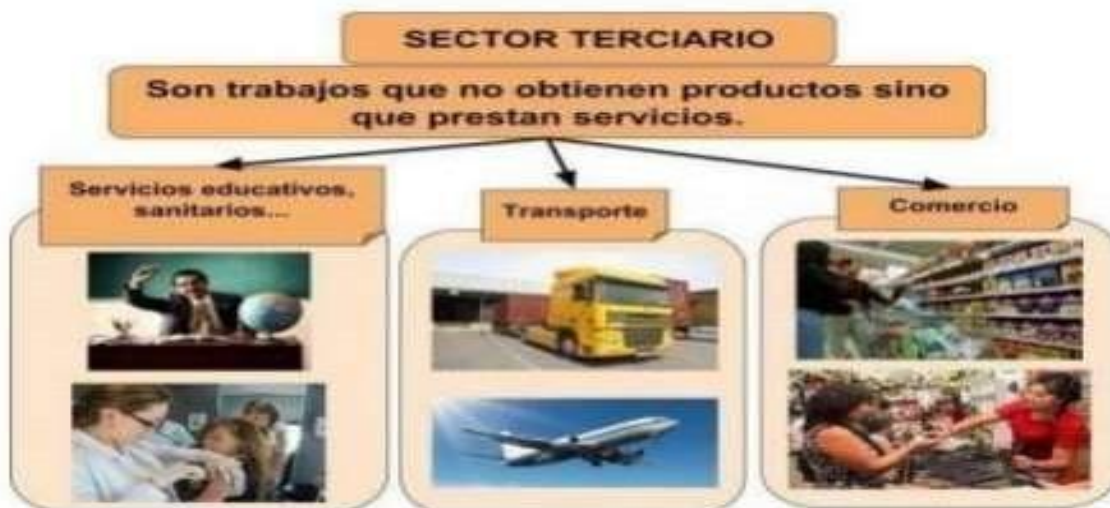 SECTOR TERCIARIO
Son trabajos que no obtienen productos sino
que prestan servicios.
Servicios educativos,
sanitarios...
Transporte
Comercio